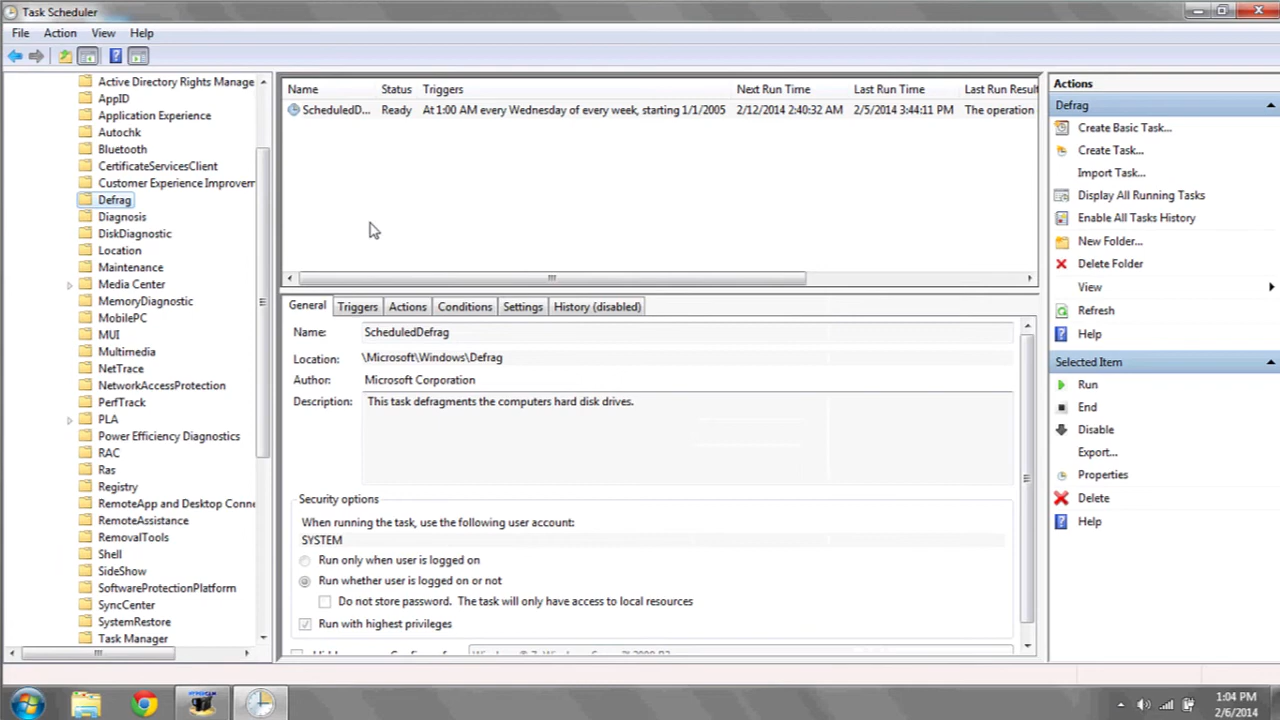 Task Scheduler
File Action View Help
Active Directory Rights Manage
AppID
Application Experience
Autochk
Bluetooth
CertificateServicesClient
Customer Experience Improvem
Defrag
Diagnosis
DiskDiagnostic
Location
Maintenance
Media Center
MemoryDiagnostic
MobilePC
MUI
Multimedia
NetTrace
NetworkAccessProtection
PerfTrack
PLA
Power Efficiency Diagnostics
RAC
Ras
Registry
RemoteApp and Desktop Conne
RemoteAssistance
RemovalTools
Shell
SideShow
SoftwareProtectionPlatform
SyncCenter
SystemRestore
Task Manager
Name Status Triggers Next Run Time Last Run Time Last Run Result
ScheduledD... Ready At 1:00 AM every Wednesday of every week, starting 1/1/2005 2/12/2014 2:40:32 AM 2/5/2014 3:44:11 PM The operation
General Triggers Actions Conditions Settings History (disabled)
Name: ScheduledDefrag
Location: \Microsoft\Windows\Defrag
Author: Microsoft Corporation
Description: This task defragments the computers hard disk drives.
Security options
When running the task, use the following user account:
SYSTEM
Run only when user is logged on
Run whether user is logged on or not
Do not store password. The task will only have access to local resources
Run with highest privileges
Actions
Defrag
Create Basic Task...
Create Task...
Import Task...
Display All Running Tasks
Enable All Tasks History
New Folder...
Delete Folder
View
Refresh
Help
Selected Item
Run
End
Disable
Export...
Properties
Delete
Help
1:04 PM
2/6/2014